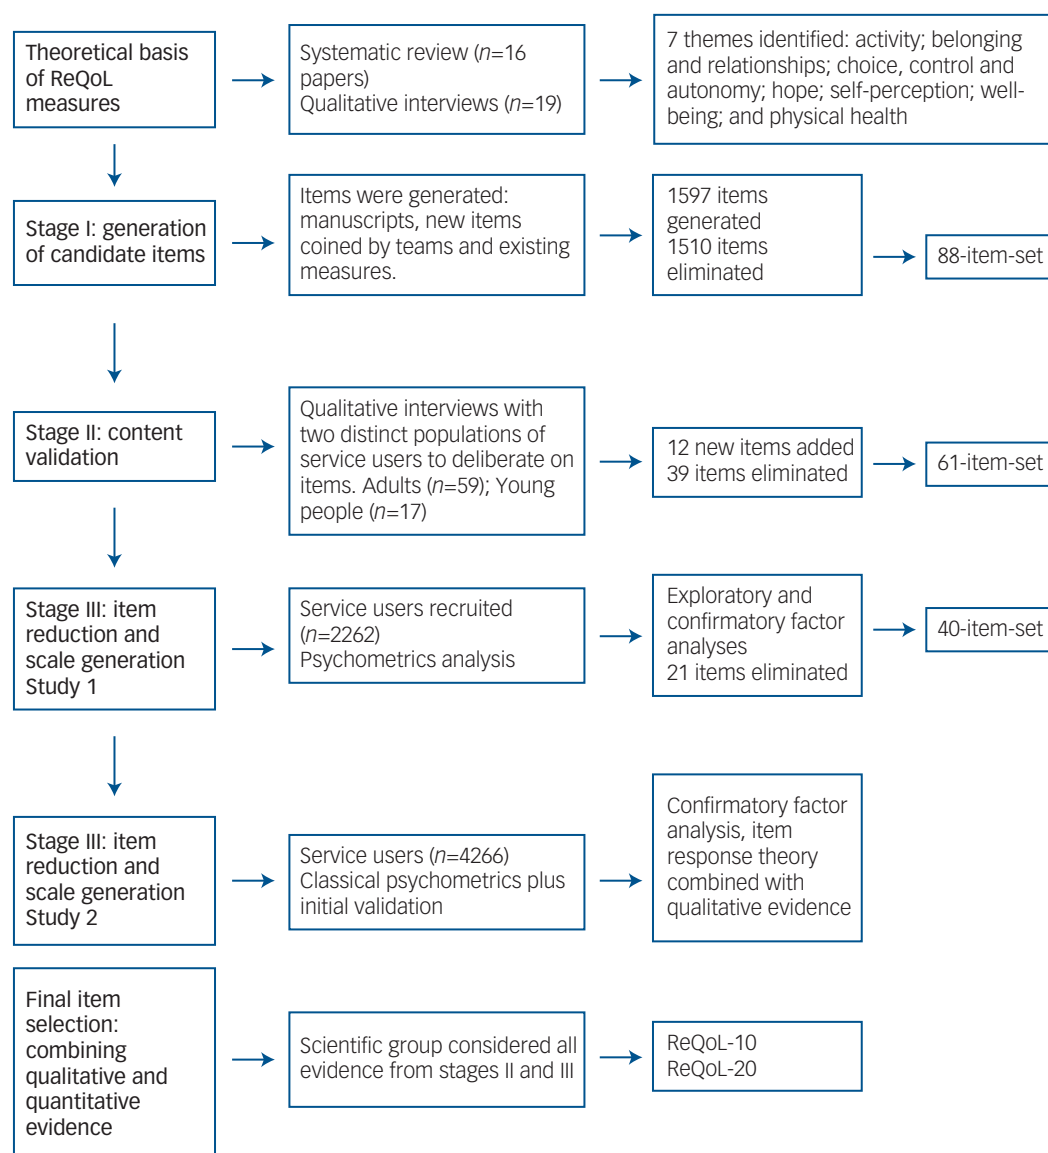 Theoretical basis
of ReQoL
measures
Systematic review (n=16
papers)
Qualitative interviews (n=19)
7 themes identified: activity; belonging
and relationships; choice, control and
autonomy; hope; self-perception; well-
being; and physical health
Stage I: generation
of candidate items
Items were generated:
manuscripts, new items
coined by teams and existing
measures.
1597 items
generated
1510 items
eliminated
88-item-set
Stage II: content
validation
Qualitative interviews with
two distinct populations of
service users to deliberate on
items. Adults (n=59); Young
people (n=17)
12 new items added
39 items eliminated
61-item-set
Stage III: item
reduction and
scale generation
Study 1
Service users recruited
(n=2262)
Psychometrics analysis
Exploratory and
confirmatory factor
analyses
21 items eliminated
40-item-set
Stage III: item
reduction and
scale generation
Study 2
Service users (n=4266)
Classical psychometrics plus
initial validation
Confirmatory factor
analysis, item
response theory
combined with
qualitative evidence
Final item
selection:
combining
qualitative and
quantitative
evidence
Scientific group considered all
evidence from stages II and III
ReQoL-10
ReQoL-20